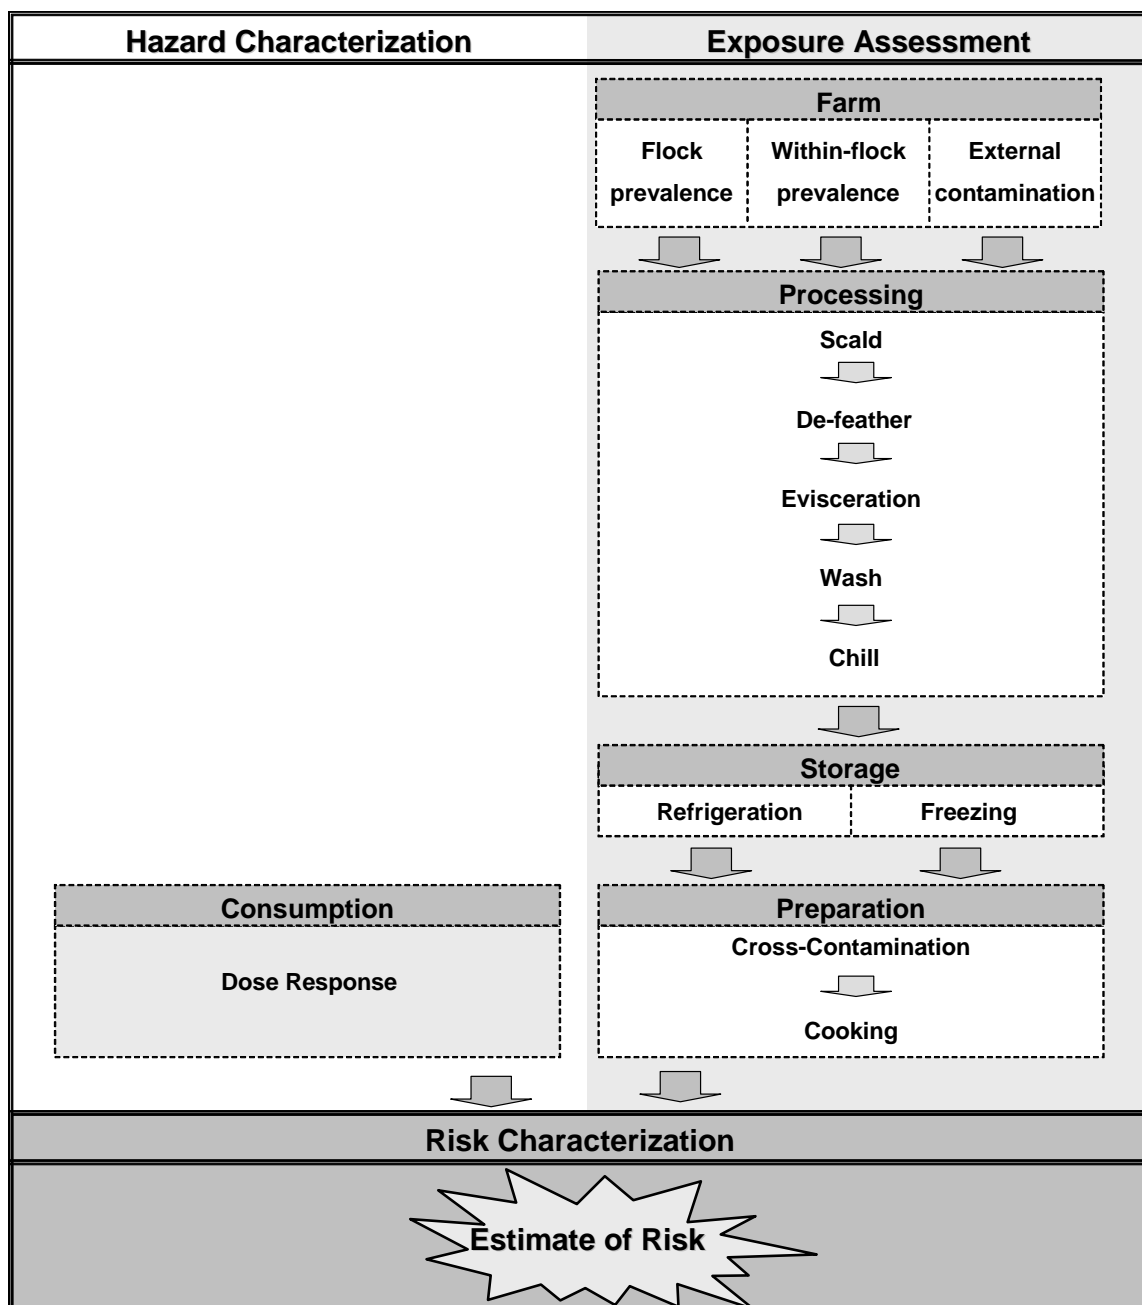 Hazard Characterization
Exposure Assessment
Farm
Flock
prevalence
Within-flock
prevalence
External
contamination
Processing
Scald
De-feather
Evisceration
Wash
Chill
Storage
Refrigeration
Freezing
Consumption
Dose Response
Preparation
Cross-Contamination
Cooking
Risk Characterization
Estimate of Risk